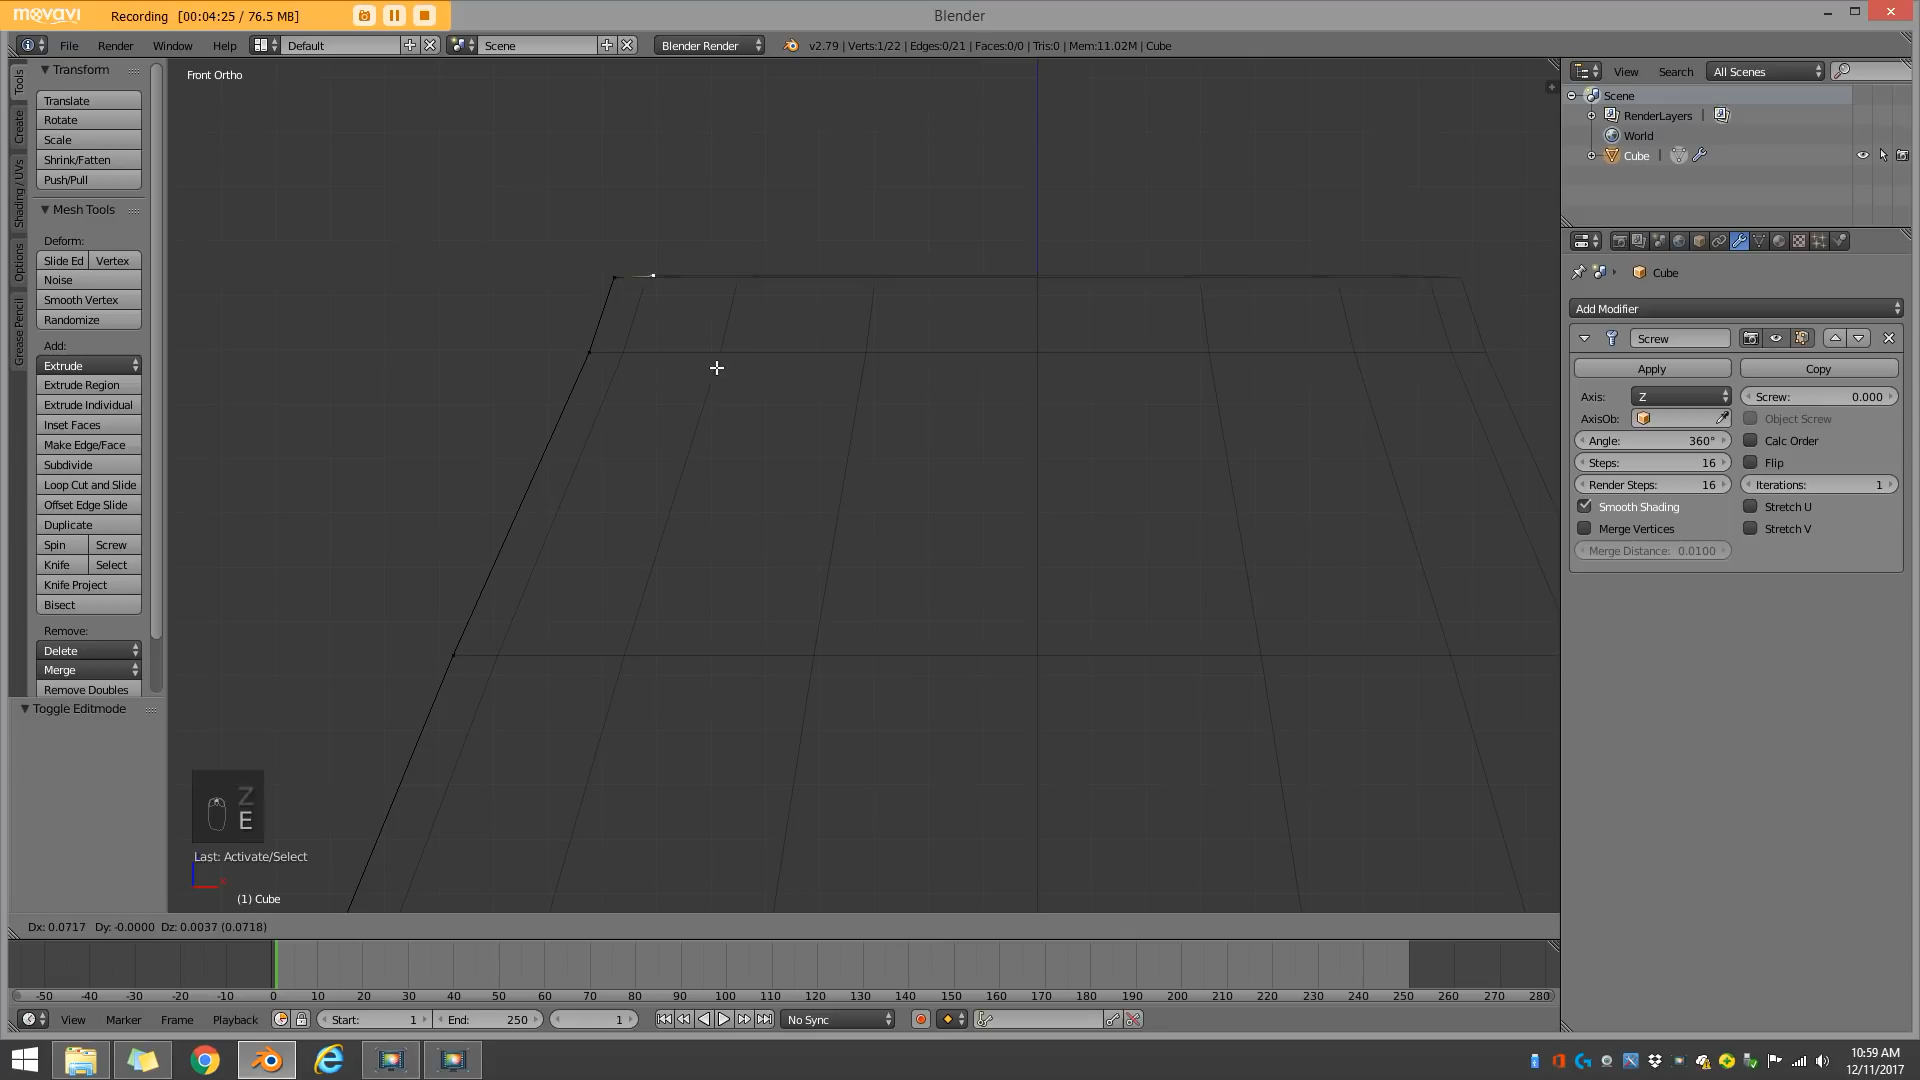 movavi Recording [00:04:25 / 76.5 MB] Blender
File Render Window Help Default Scene Blender Render v2.79 | Verts:1/22 | Edges:0/21 | Faces:0/0 | Tris:0 | Mem:11.02M | Cube
Tools
Create
Shading / UVs
Options
Grease Pencil
Transform
Translate
Rotate
Scale
Shrink/Fatten
Push/Pull
Mesh Tools
Deform:
Slide Ed Vertex
Noise
Smooth Vertex
Randomize
Add:
Extrude
Extrude Region
Extrude Individual
Inset Faces
Make Edge/Face
Subdivide
Loop Cut and Slide
Offset Edge Slide
Duplicate
Spin Screw
Knife Select
Knife Project
Bisect
Remove:
Delete
Merge
Remove Doubles
Toggle Editmode
Front Ortho
Z
E
Last: Activate/Select
(1) Cube
Dx: 0.0717 Dy: -0.0000 Dz: 0.0037 (0.0718)
View Search All Scenes
Scene
RenderLayers
World
Cube
Cube
Add Modifier
Screw
Apply Copy
Axis: Z Screw: 0.000
AxisOb: Object Screw
Angle: 360° Calc Order
Steps: 16 Flip
Render Steps: 16 Iterations: 1
Smooth Shading Stretch U
Merge Vertices Stretch V
Merge Distance: 0.0100
-50 -40 -30 -20 -10 0 10 20 30 40 50 60 70 80 90 100 110 120 130 140 150 160 170 180 190 200 210 220 230 240 250 260 270 280
View Marker Frame Playback Start: 1 End: 250 1 No Sync
10:59 AM
12/11/2017